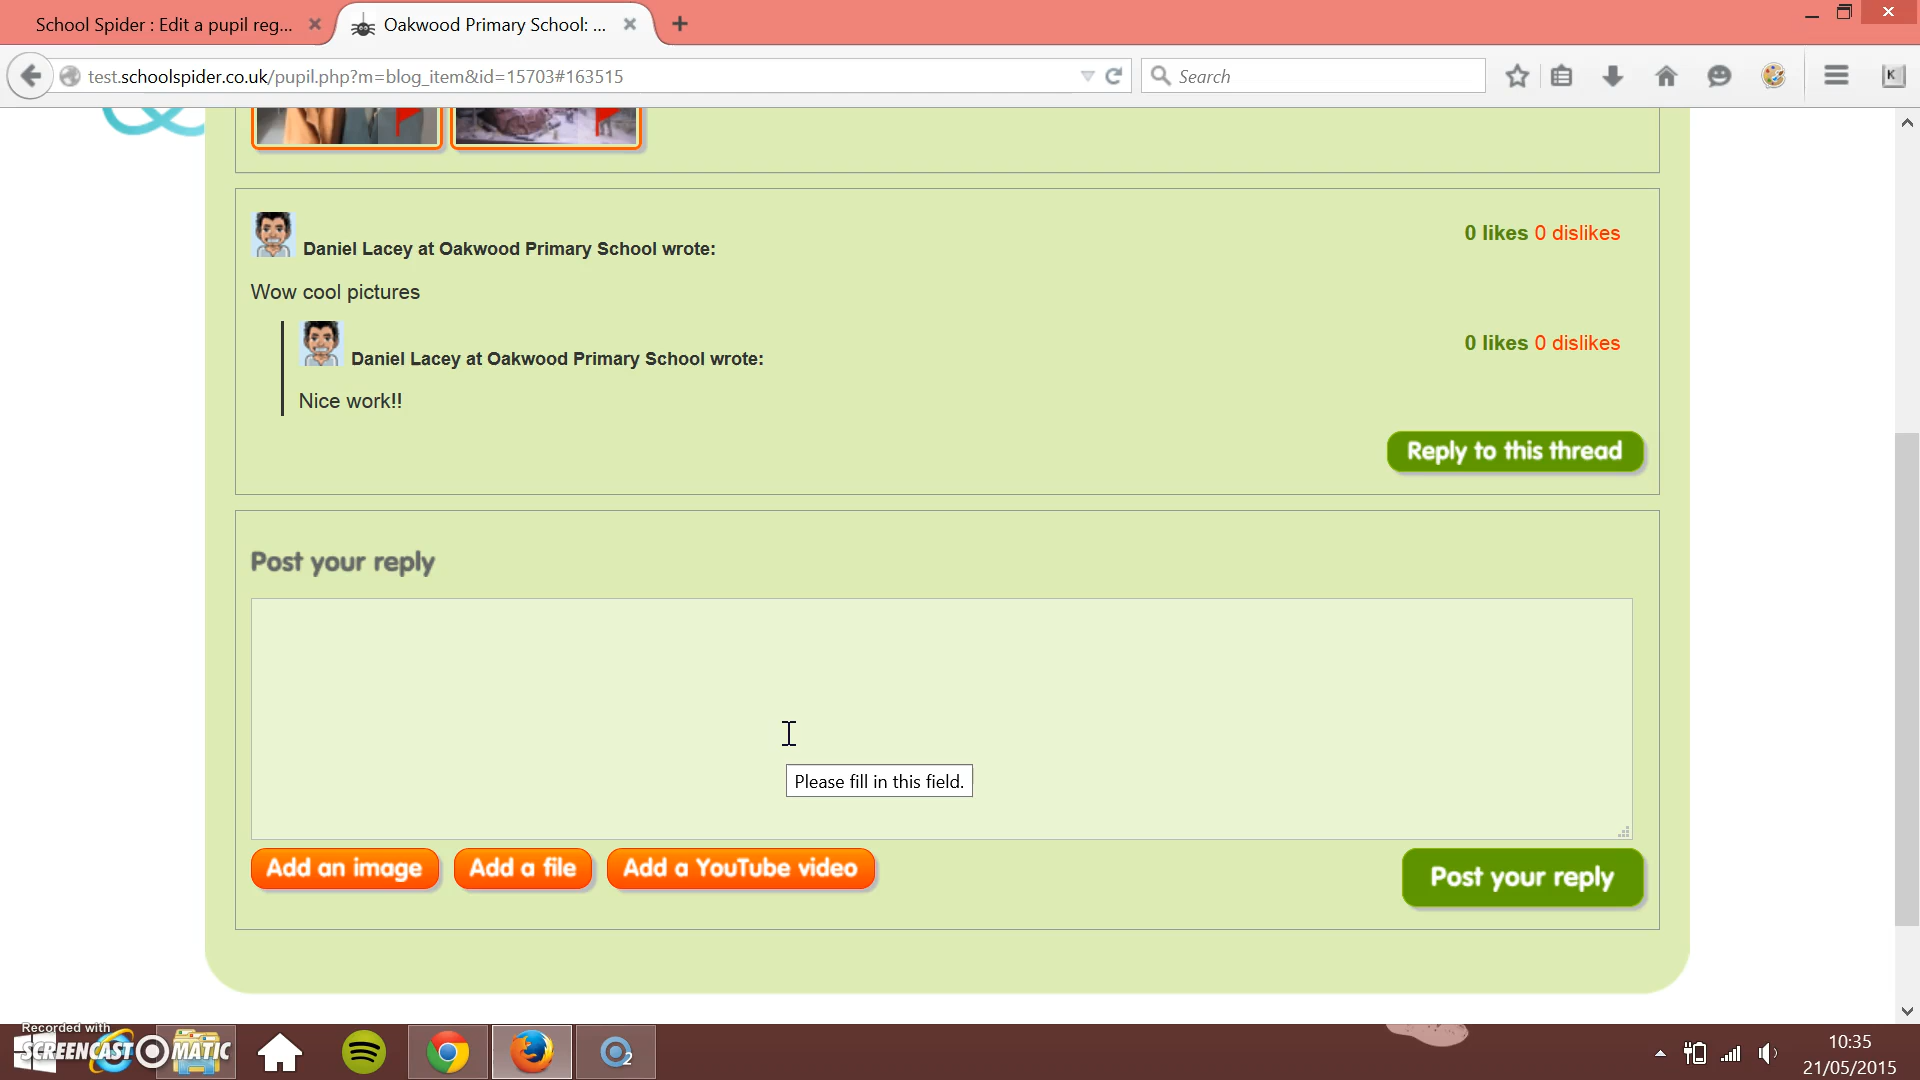 School Spider : Edit a pupil reg...
Oakwood Primary School: ...
test.schoolspider.co.uk/pupil.php?m=blog_item&id=15703#163515
Search
K
Daniel Lacey at Oakwood Primary School wrote:
0 likes 0 dislikes
Wow cool pictures
Daniel Lacey at Oakwood Primary School wrote:
0 likes 0 dislikes
Nice work!!
Reply to this thread
Post your reply
Please fill in this field.
Add an image
Add a file
Add a YouTube video
Post your reply
Recorded with
SCREENCAST-O-MATIC
2
10:35
21/05/2015